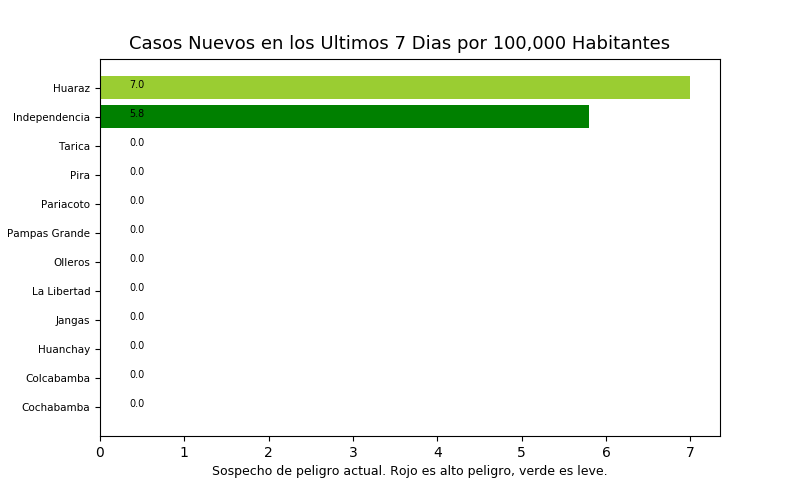 Casos Nuevos en los Ultimos 7 Dias por 100,000 Habitantes
Huaraz 7.0
Independencia 5.8
Tarica 0.0
Pira 0.0
Pariacoto 0.0
Pampas Grande 0.0
Olleros 0.0
La Libertad 0.0
Jangas 0.0
Huanchay 0.0
Colcabamba 0.0
Cochabamba 0.0
0 1 2 3 4 5 6 7
Sospecho de peligro actual. Rojo es alto peligro, verde es leve.